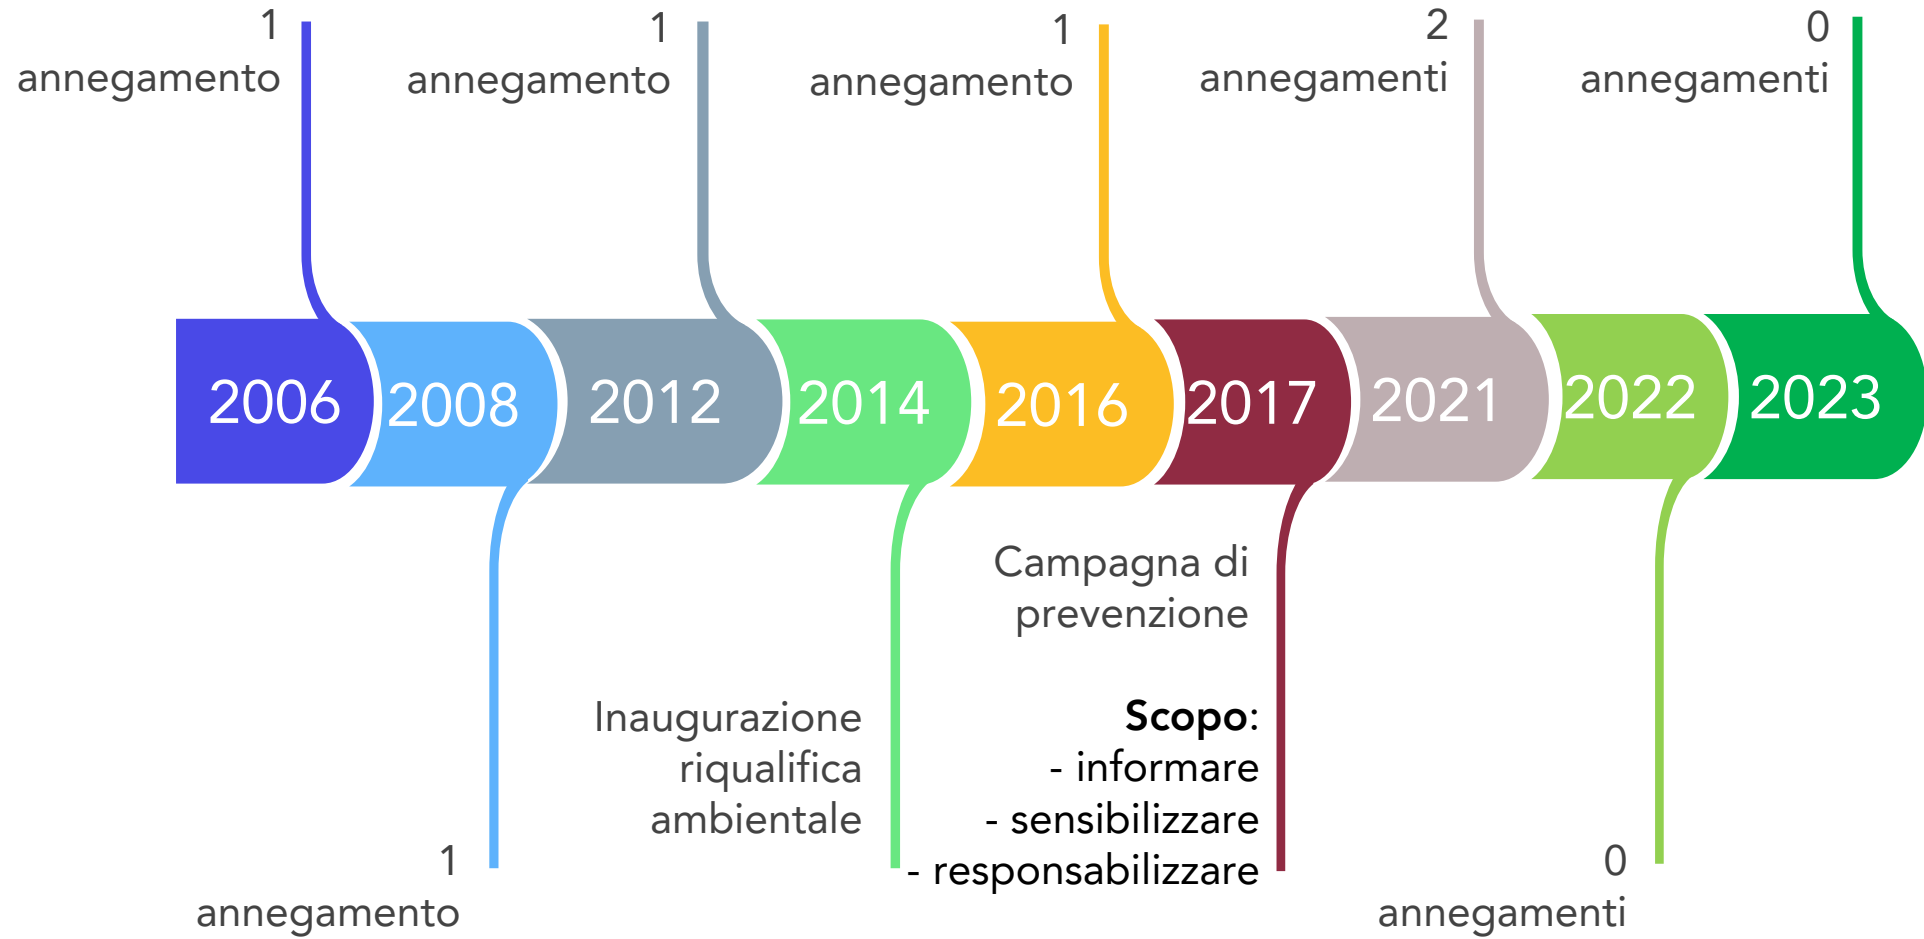 1
annegamento
1
annegamento
1
annegamento
2
annegamenti
0
annegamenti
2006
2008
2012
2014
2016
2017
2021
2022
2023
Campagna di
prevenzione
Inaugurazione
riqualifica
ambientale
Scopo:
- informare
- sensibilizzare
- responsabilizzare
1
annegamento
0
annegamenti